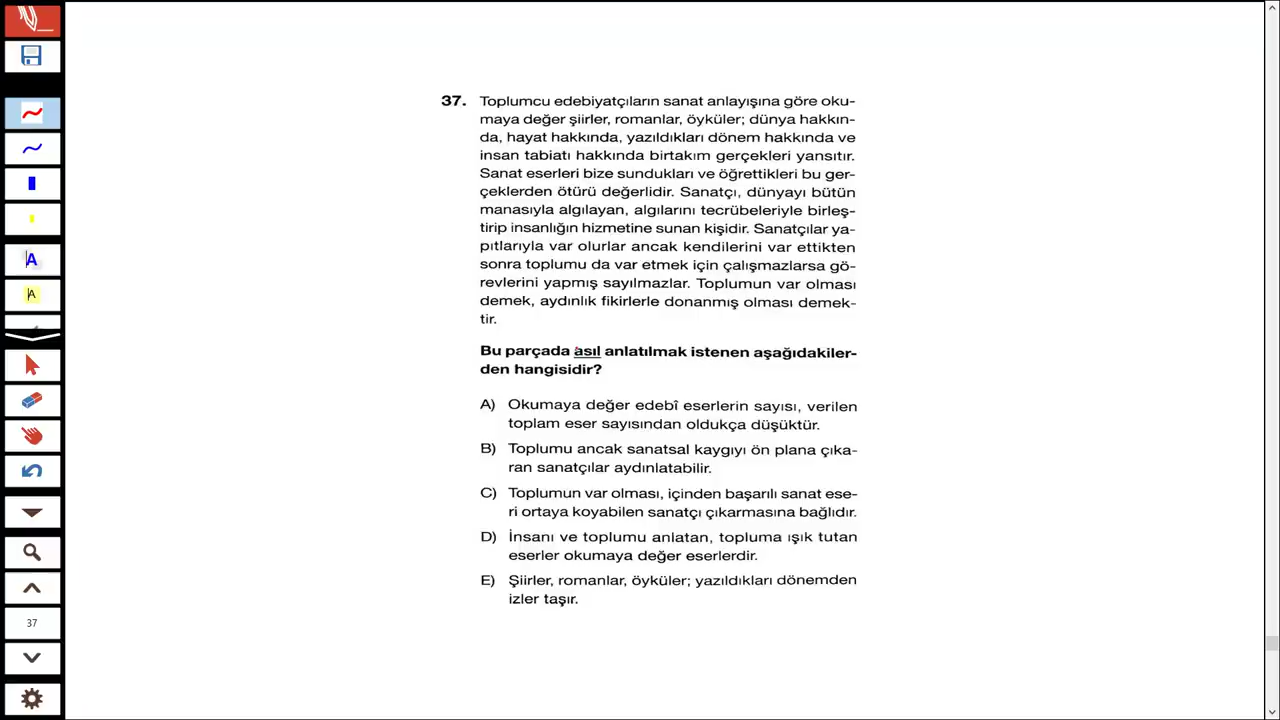 37. Toplumcu edebiyatçıların sanat anlayışına göre oku-
maya değer şiirler, romanlar, öyküler; dünya hakkın-
da, hayat hakkında, yazıldıkları dönem hakkında ve
insan tabiatı hakkında birtakım gerçekleri yansıtır.
Sanat eserleri bize sundukları ve öğrettikleri bu ger-
çeklerden ötürü değerlidir. Sanatçı, dünyayı bütün
manasıyla algılayan, algılarını tecrübeleriyle birleş-
tirip insanlığın hizmetine sunan kişidir. Sanatçılar ya-
pıtlarıyla var olurlar ancak kendilerini var ettikten
sonra toplumu da var etmek için çalışmazlarsa gö-
revlerini yapmış sayılmazlar. Toplumun var olması
demek, aydınlık fikirlerle donanmış olması demek-
tir.
Bu parçada asıl anlatılmak istenen aşağıdakiler-
den hangisidir?
A) Okumaya değer edebî eserlerin sayısı, verilen
toplam eser sayısından oldukça düşüktür.
B) Toplumu ancak sanatsal kaygıyı ön plana çıka-
ran sanatçılar aydınlatabilir.
C) Toplumun var olması, içinden başarılı sanat ese-
ri ortaya koyabilen sanatçı çıkarmasına bağlıdır.
D) İnsanı ve toplumu anlatan, topluma ışık tutan
eserler okumaya değer eserlerdir.
E) Şiirler, romanlar, öyküler; yazıldıkları dönemden
izler taşır.
A
A
37